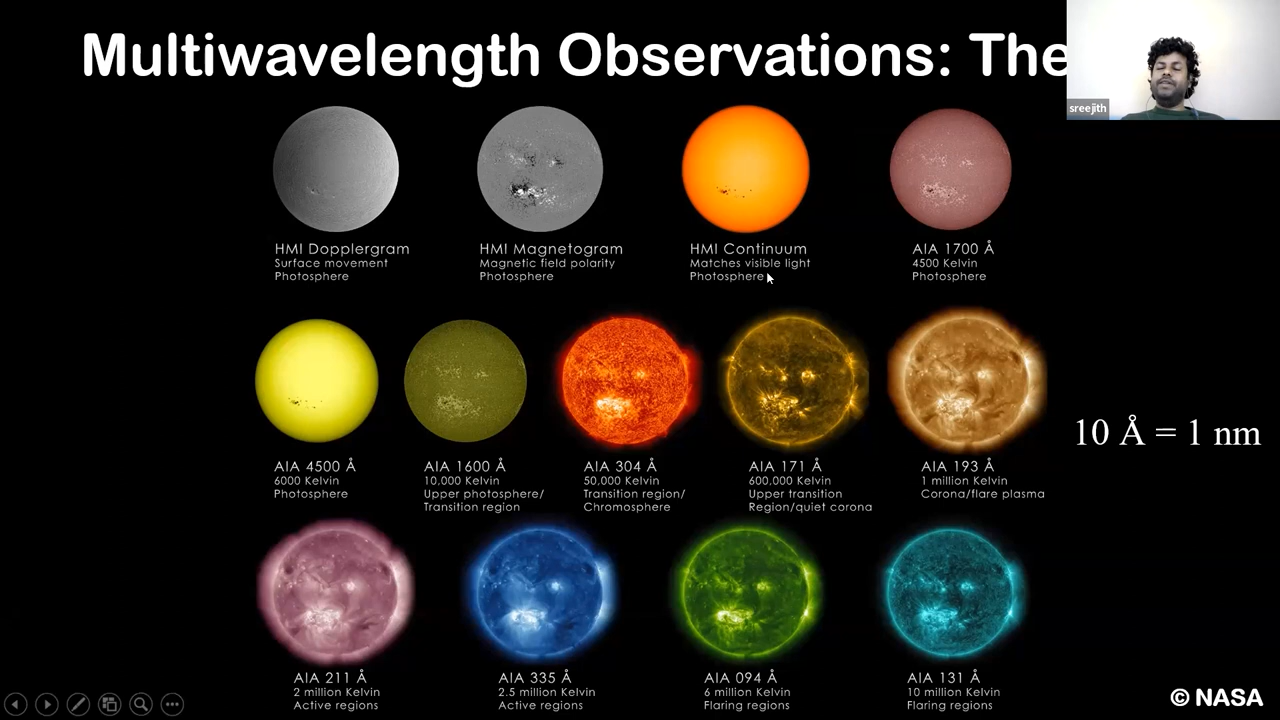 Multiwavelength Observations: The
sreejith
HMI Dopplergram
Surface movement
Photosphere
HMI Magnetogram
Magnetic field polarity
Photosphere
HMI Continuum
Matches visible light
Photosphere
AIA 1700 Å
4500 Kelvin
Photosphere
AIA 4500 Å
6000 Kelvin
Photosphere
AIA 1600 Å
10,000 Kelvin
Upper photosphere/
Transition region
AIA 304 Å
50,000 Kelvin
Transition region/
Chromosphere
AIA 171 Å
600,000 Kelvin
Upper transition
Region/quiet corona
AIA 193 Å
1 million Kelvin
Corona/flare plasma
10 Å = 1 nm
AIA 211 Å
2 million Kelvin
Active regions
AIA 335 Å
2.5 million Kelvin
Active regions
AIA 094 Å
6 million Kelvin
Flaring regions
AIA 131 Å
10 million Kelvin
Flaring regions
© NASA